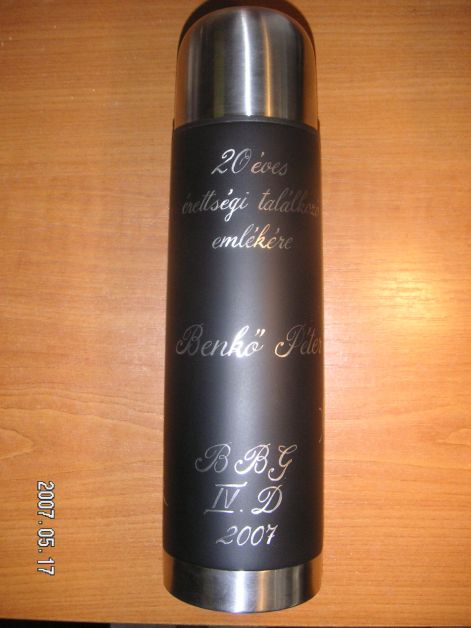 20 éves
érettségi találkozó
emlékére
Benkő Péter
B B G
IV. D
2007
2007.05.17